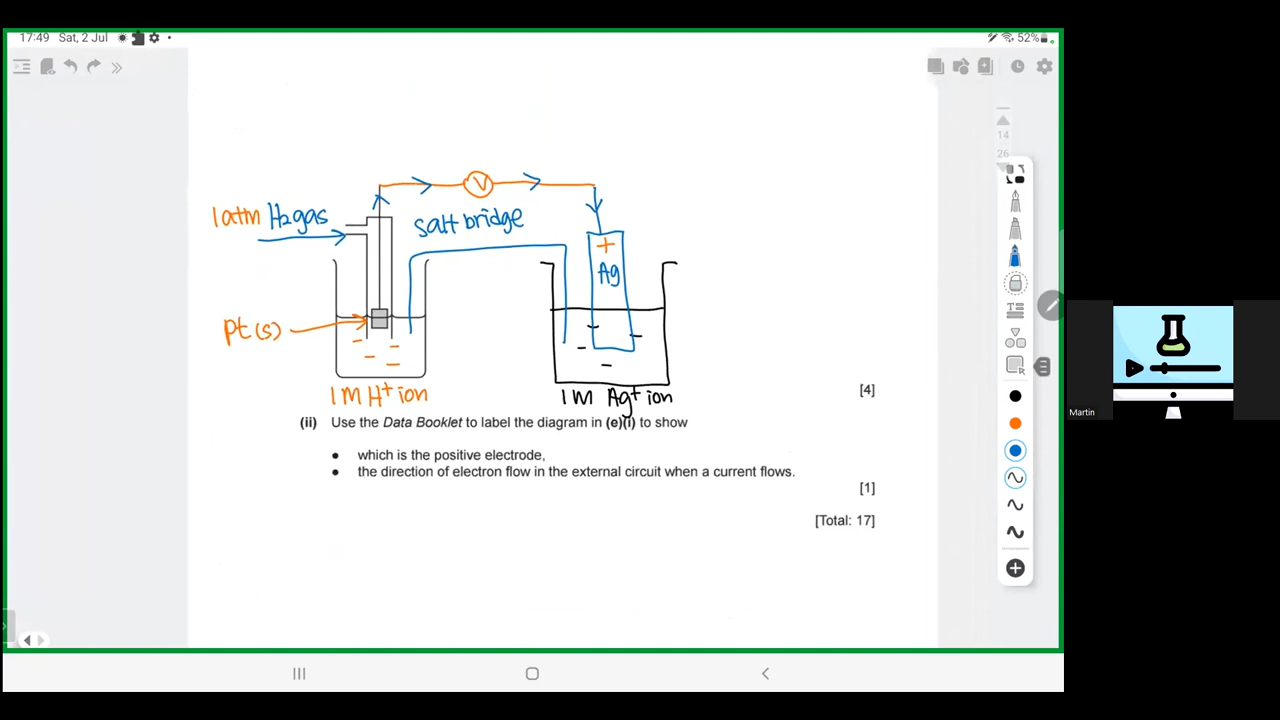 17:49 Sat, 2 Jul
52%
14
26
V
1atm H₂ gas
salt bridge
+
Ag
Pt(s)
1M H⁺ ion
1M Ag⁺ ion
[4]
(ii) Use the Data Booklet to label the diagram in (e)(i) to show
• which is the positive electrode,
• the direction of electron flow in the external circuit when a current flows.
[1]
[Total: 17]
Martin